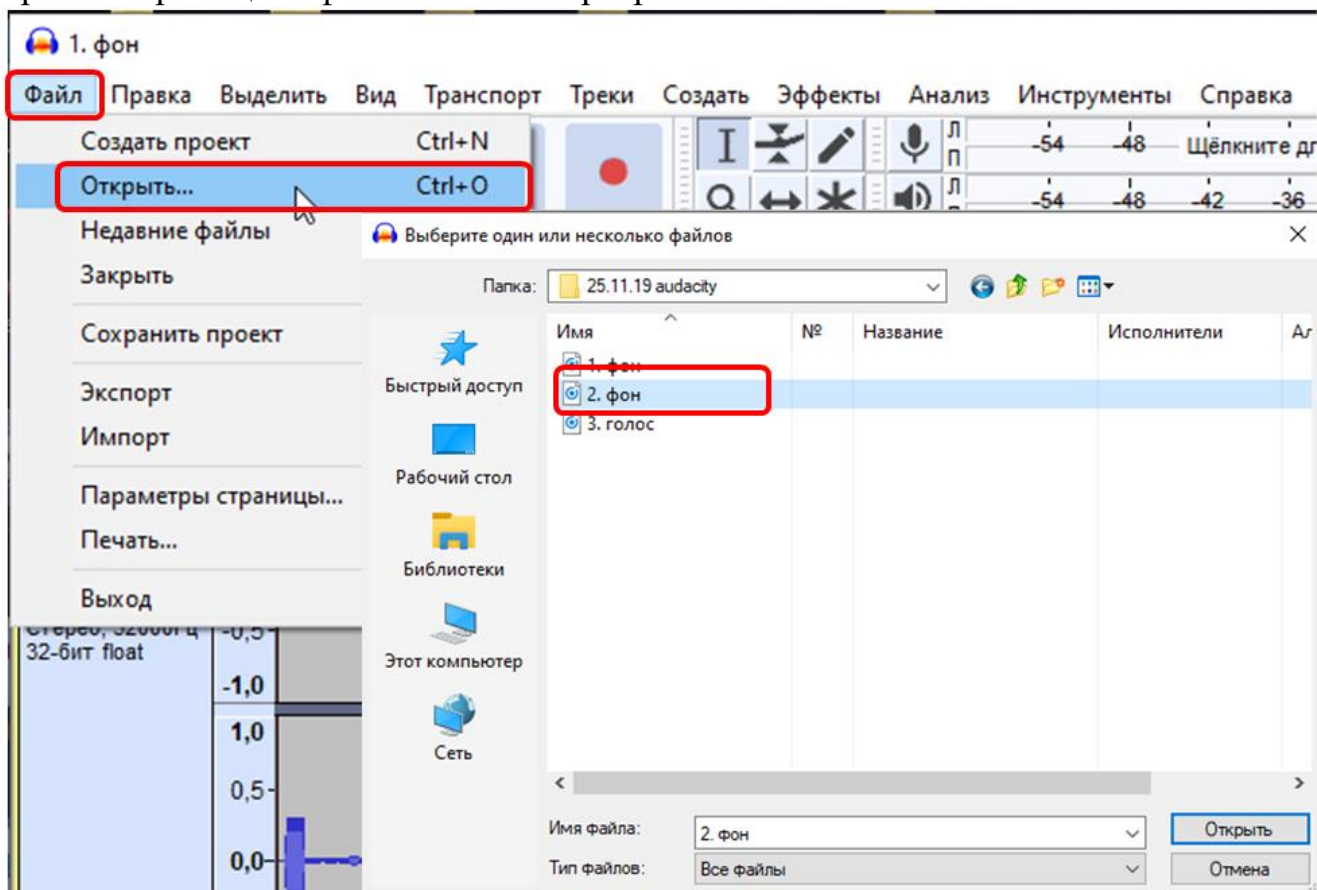 1. фон
Файл Правка Выделить Вид Транспорт Треки Создать Эффекты Анализ Инструменты Справка
Создать проект Ctrl+N
Открыть... Ctrl+O
Недавние файлы
Закрыть
Сохранить проект
Экспорт
Импорт
Параметры страницы...
Печать...
Выход
Л -54 -48 Щёлкните
П
Л -54 -48 -42 -36
Выберите один или несколько файлов
Папка: 25.11.19 audacity
Имя № Название Исполнители
1. фон
2. фон
3. голос
Быстрый доступ
Рабочий стол
Библиотеки
Этот компьютер
Сеть
Имя файла: 2. фон Открыть
Тип файлов: Все файлы Отмена
Стерео, 32000Гц
32-бит float
-0,5
-1,0
1,0
0,5
0,0